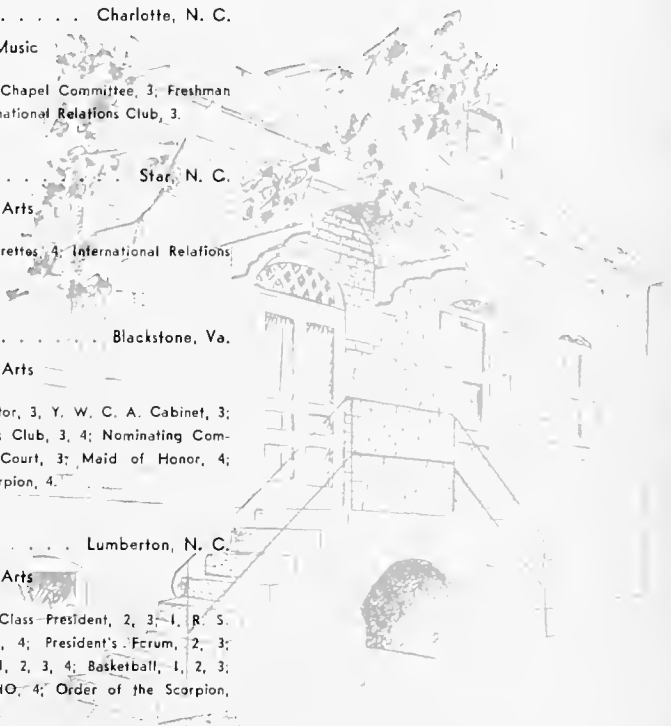 . . . . . Charlotte, N. C.
Music
Chapel Committee, 3; Freshman
national Relations Club, 3.
. . . . . . Star, N. C.
Arts
rettes, 4; International Relations
. . . . . . Blackstone, Va.
Arts
tor, 3, Y. W. C. A. Cabinet, 3;
s Club, 3, 4; Nominating Com-
Court, 3; Maid of Honor, 4;
rpion, 4.
. . . . Lumberton, N. C.
Arts
Class President, 2, 3; I. R. S.
, 4; President's Forum, 2, 3;
1, 2, 3, 4; Basketball, 1, 2, 3;
HO, 4; Order of the Scorpion,